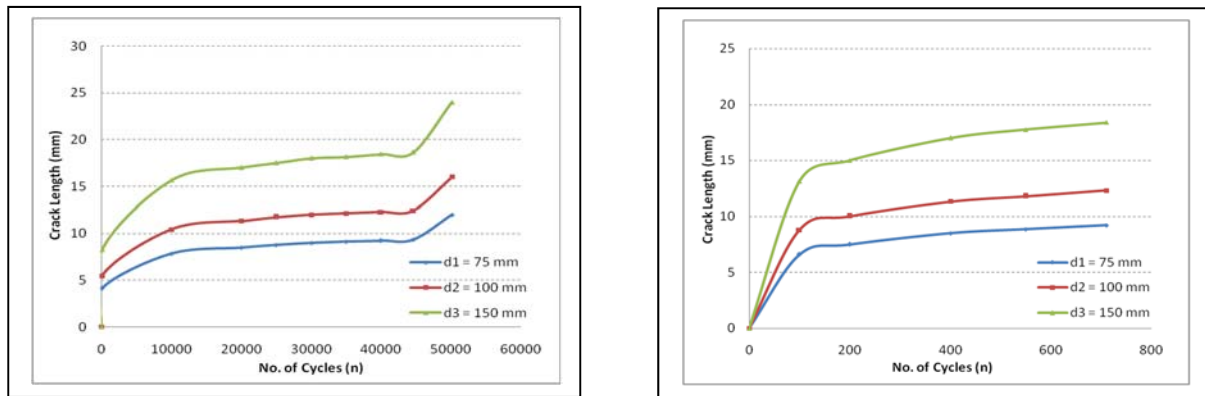 30
25
20
15
10
5
0
Crack Length (mm)
0 10000 20000 30000 40000 50000 60000
No. of Cycles (n)
d1 = 75 mm
d2 = 100 mm
d3 = 150 mm
25
20
15
10
5
0
Crack Length (mm)
0 200 400 600 800
No. of Cycles (n)
d1 = 75 mm
d2 = 100 mm
d3 = 150 mm